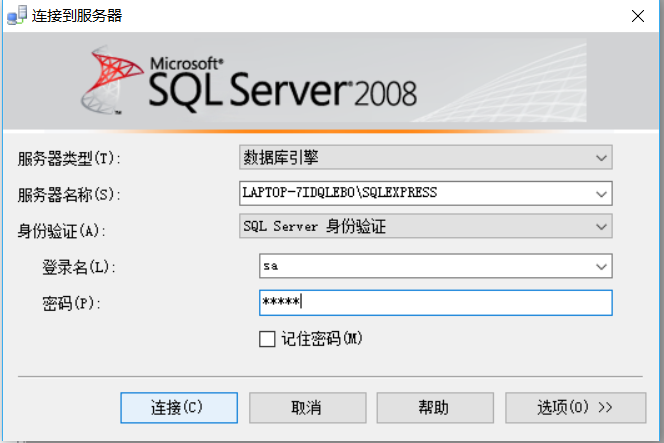 连接到服务器
Microsoft®
SQL Server®2008
服务器类型(T): 数据库引擎
服务器名称(S): LAPTOP-7IDQLEBO\SQLEXPRESS
身份验证(A): SQL Server 身份验证
登录名(L): sa
密码(P): *****
记住密码(M)
连接(C) 取消 帮助 选项(O) >>